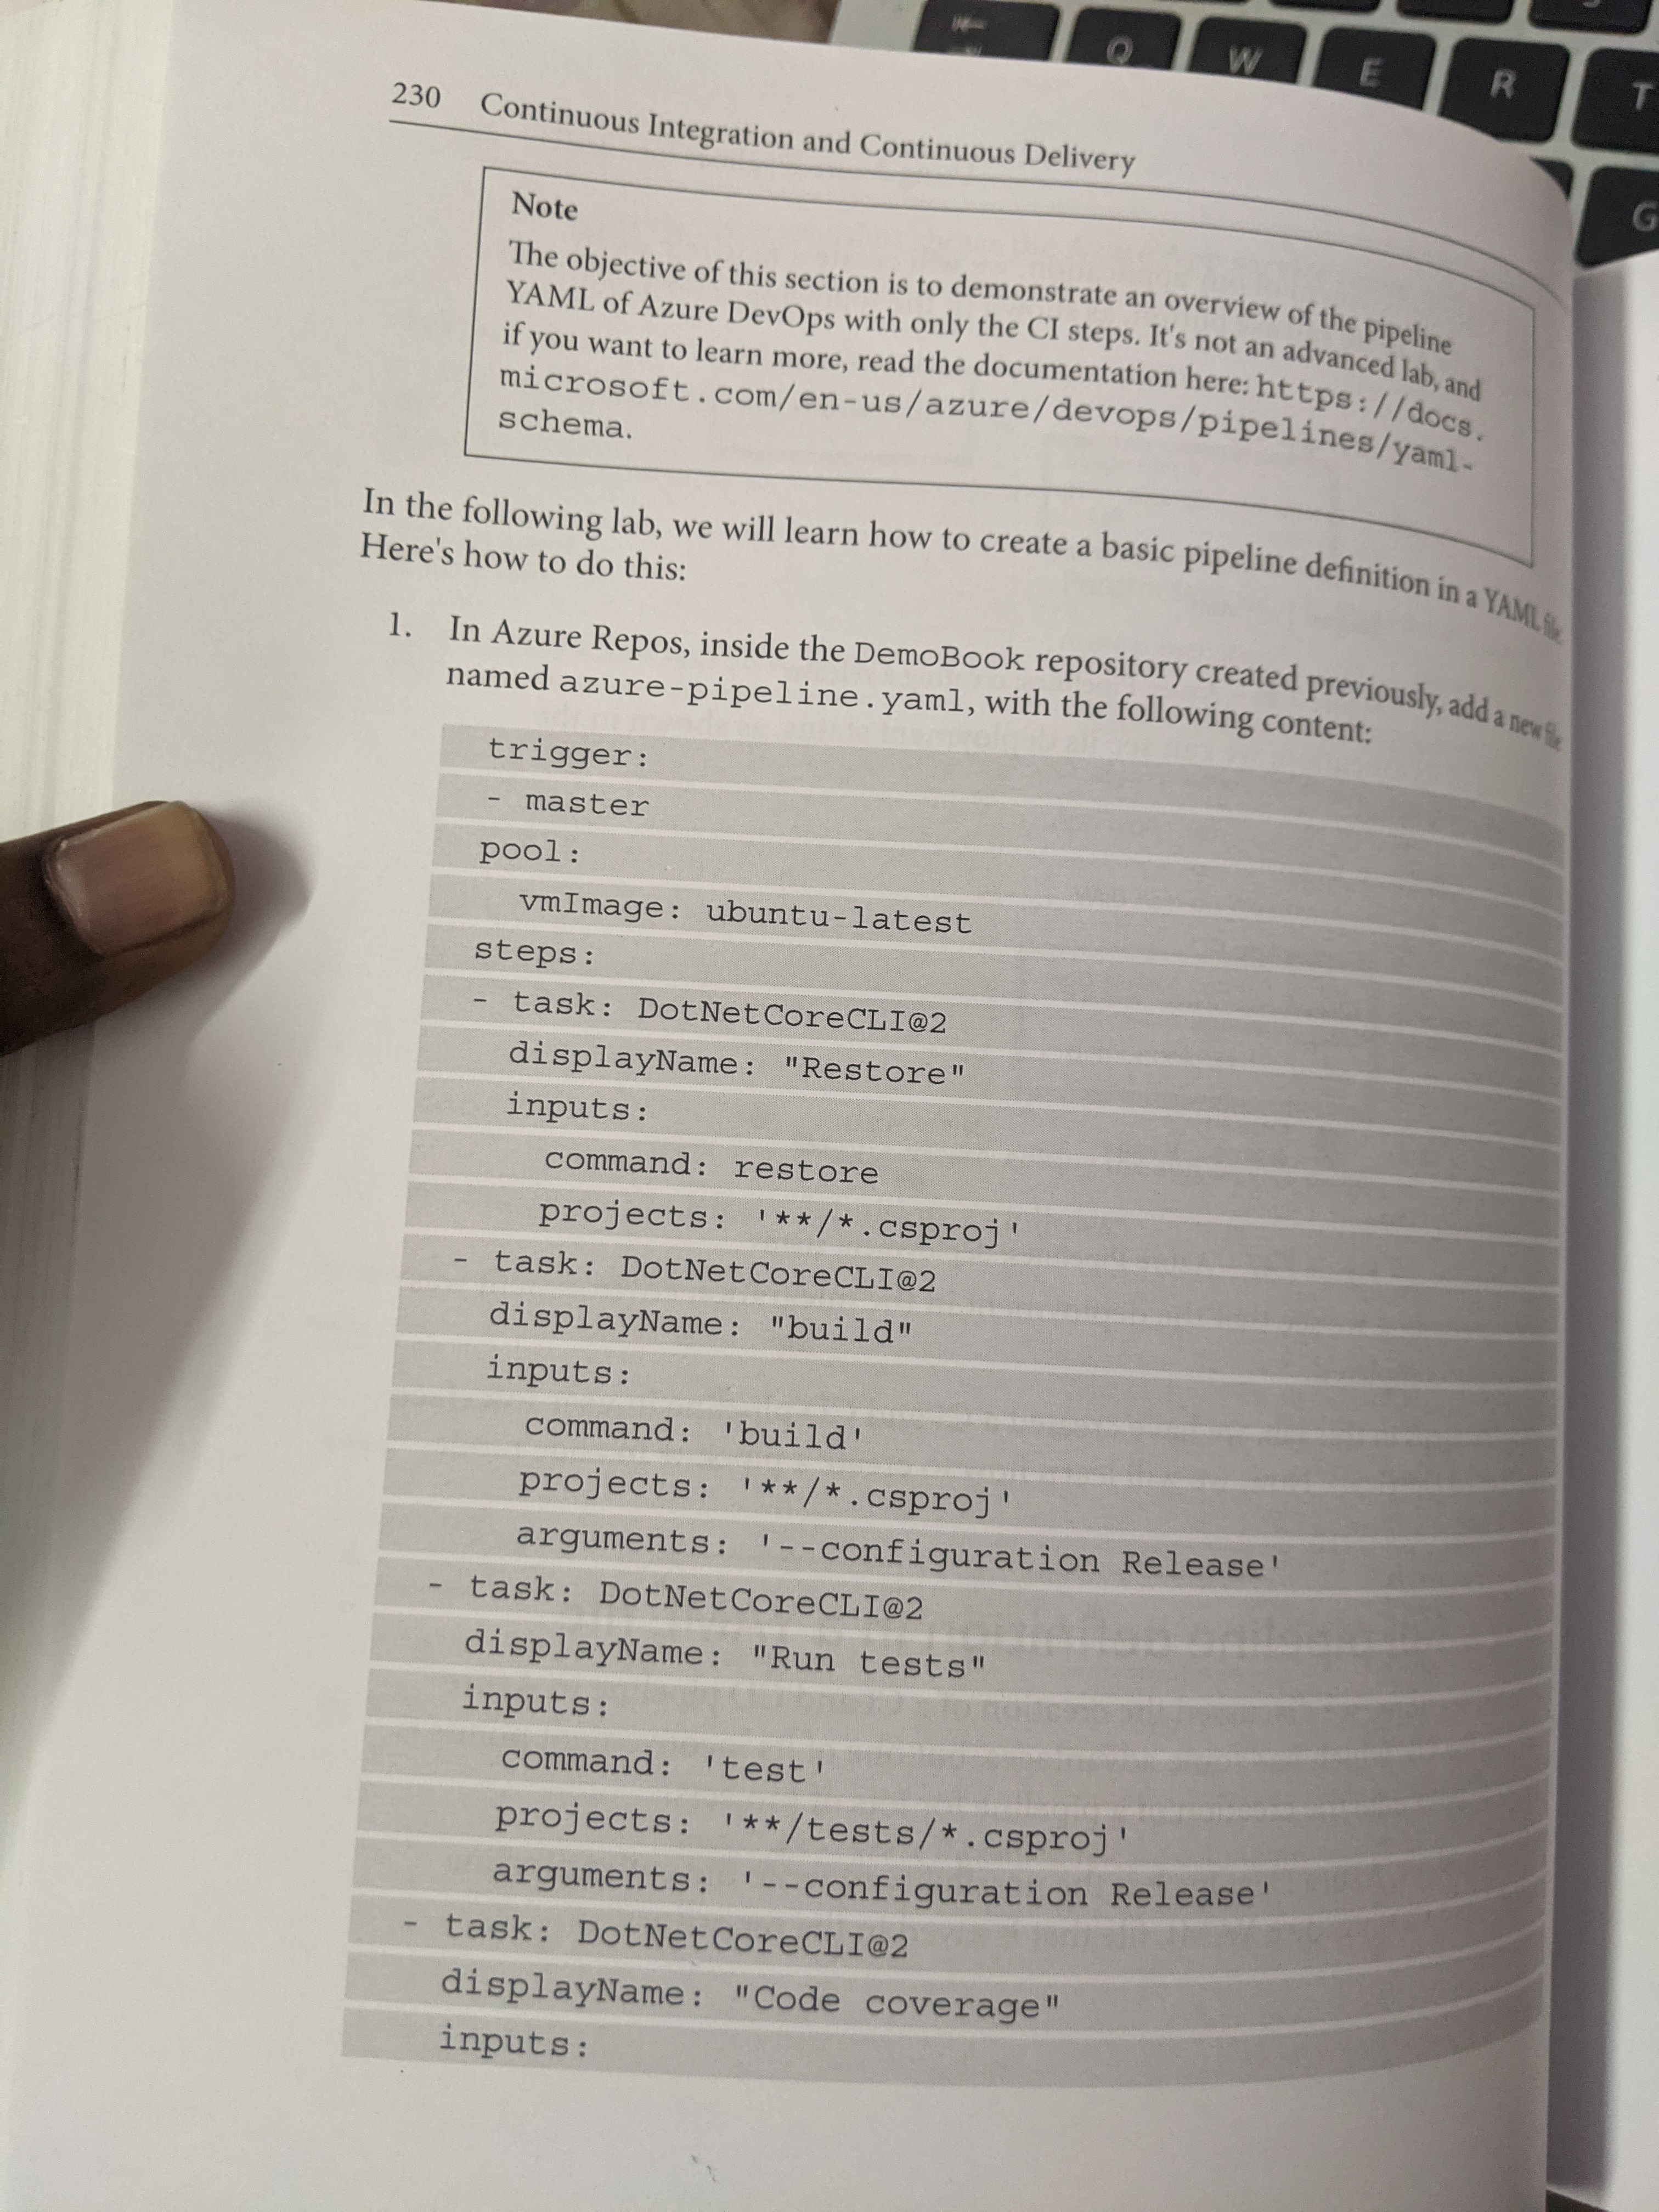 Q W E R T
G
230 Continuous Integration and Continuous Delivery
Note
The objective of this section is to demonstrate an overview of the pipeline
YAML of Azure DevOps with only the CI steps. It's not an advanced lab, and
if you want to learn more, read the documentation here: https://docs.
microsoft.com/en-us/azure/devops/pipelines/yaml-
schema.
In the following lab, we will learn how to create a basic pipeline definition in a YAML file.
Here's how to do this:
1. In Azure Repos, inside the DemoBook repository created previously, add a new file
named azure-pipeline.yaml, with the following content:
trigger:
- master
pool:
  vmImage: ubuntu-latest
steps:
- task: DotNetCoreCLI@2
  displayName: "Restore"
  inputs:
    command: restore
    projects: '**/*.csproj'
- task: DotNetCoreCLI@2
  displayName: "build"
  inputs:
    command: 'build'
    projects: '**/*.csproj'
    arguments: '--configuration Release'
- task: DotNetCoreCLI@2
  displayName: "Run tests"
  inputs:
    command: 'test'
    projects: '**/tests/*.csproj'
    arguments: '--configuration Release'
- task: DotNetCoreCLI@2
  displayName: "Code coverage"
  inputs: